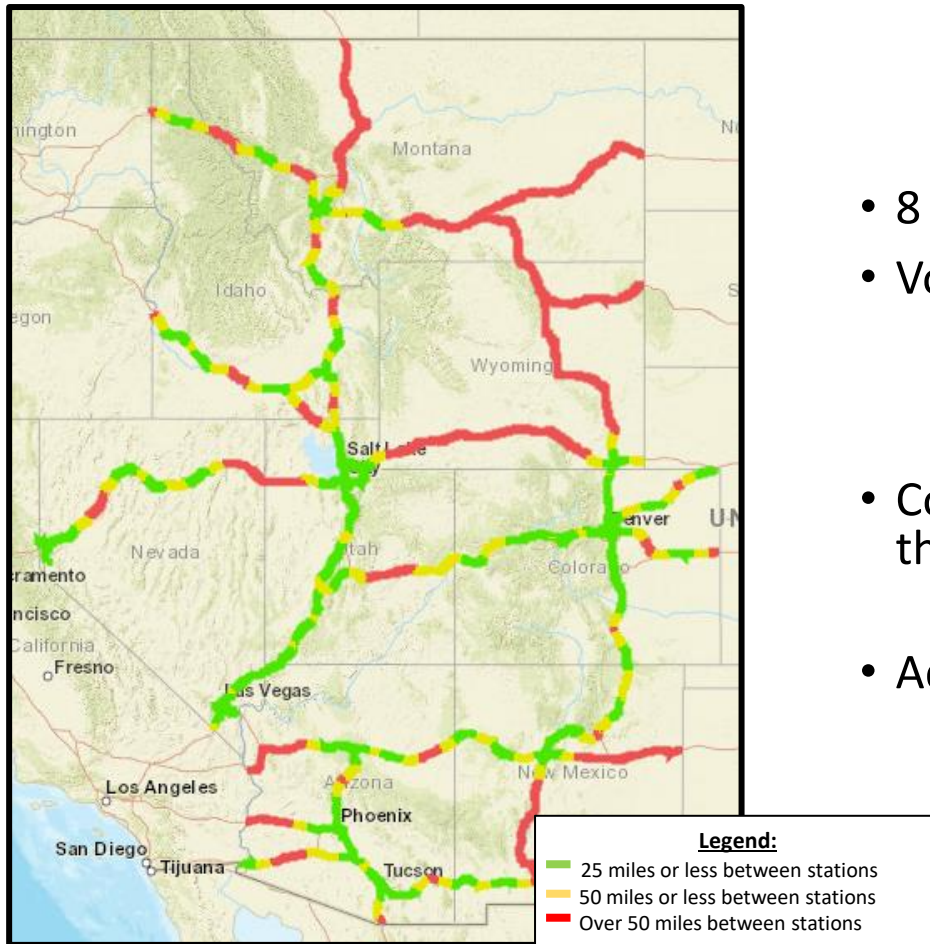 Montana
Idaho
Wyoming
Salt Lake
Denver
Utah
Nevada
Colorado
California
Fresno
Las Vegas
Los Angeles
Arizona
New Mexico
Phoenix
San Diego
Tijuana
Tucson
Legend:
25 miles or less between stations
50 miles or less between stations
Over 50 miles between stations
• 8